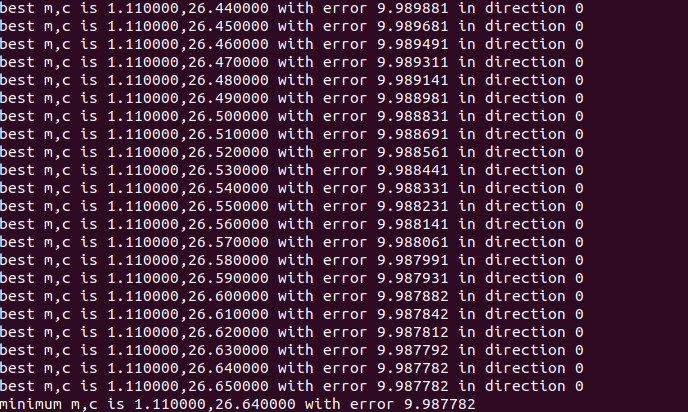 best m,c is 1.110000,26.440000 with error 9.989881 in direction 0
best m,c is 1.110000,26.450000 with error 9.989681 in direction 0
best m,c is 1.110000,26.460000 with error 9.989491 in direction 0
best m,c is 1.110000,26.470000 with error 9.989311 in direction 0
best m,c is 1.110000,26.480000 with error 9.989141 in direction 0
best m,c is 1.110000,26.490000 with error 9.988981 in direction 0
best m,c is 1.110000,26.500000 with error 9.988831 in direction 0
best m,c is 1.110000,26.510000 with error 9.988691 in direction 0
best m,c is 1.110000,26.520000 with error 9.988561 in direction 0
best m,c is 1.110000,26.530000 with error 9.988441 in direction 0
best m,c is 1.110000,26.540000 with error 9.988331 in direction 0
best m,c is 1.110000,26.550000 with error 9.988231 in direction 0
best m,c is 1.110000,26.560000 with error 9.988141 in direction 0
best m,c is 1.110000,26.570000 with error 9.988061 in direction 0
best m,c is 1.110000,26.580000 with error 9.987991 in direction 0
best m,c is 1.110000,26.590000 with error 9.987931 in direction 0
best m,c is 1.110000,26.600000 with error 9.987882 in direction 0
best m,c is 1.110000,26.610000 with error 9.987842 in direction 0
best m,c is 1.110000,26.620000 with error 9.987812 in direction 0
best m,c is 1.110000,26.630000 with error 9.987792 in direction 0
best m,c is 1.110000,26.640000 with error 9.987782 in direction 0
best m,c is 1.110000,26.650000 with error 9.987782 in direction 0
minimum m,c is 1.110000,26.640000 with error 9.987782